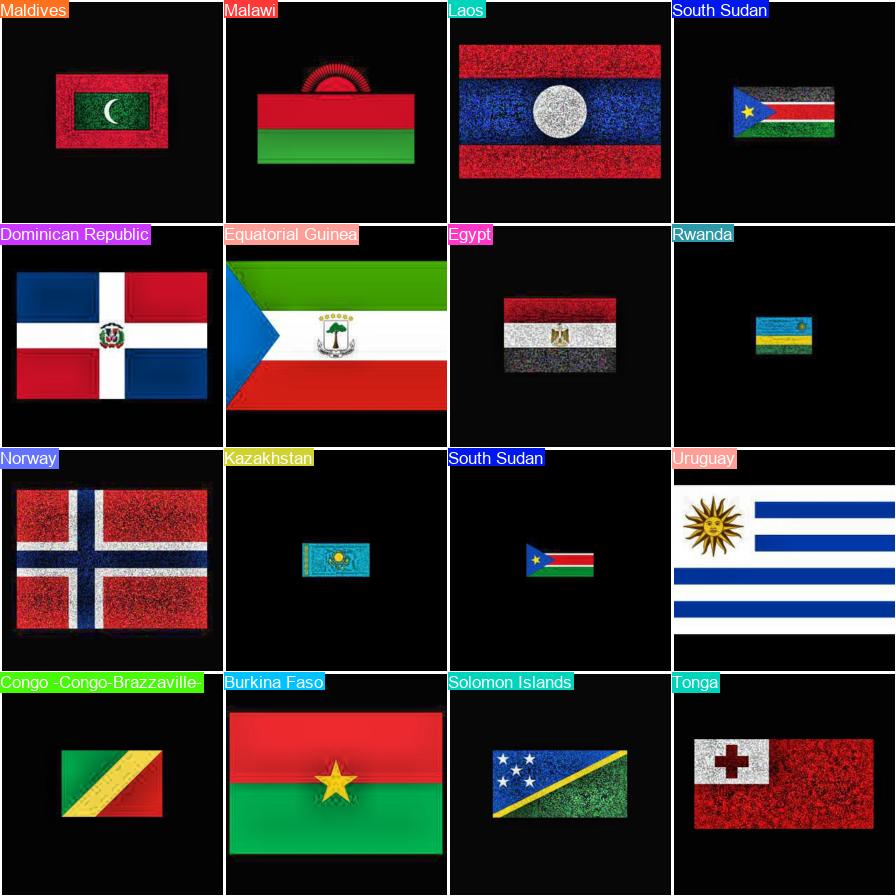 Maldives
Malawi
Laos
South Sudan
Dominican Republic
Equatorial Guinea
Egypt
Rwanda
Norway
Kazakhstan
South Sudan
Uruguay
Congo -Congo-Brazzaville-
Burkina Faso
Solomon Islands
Tonga